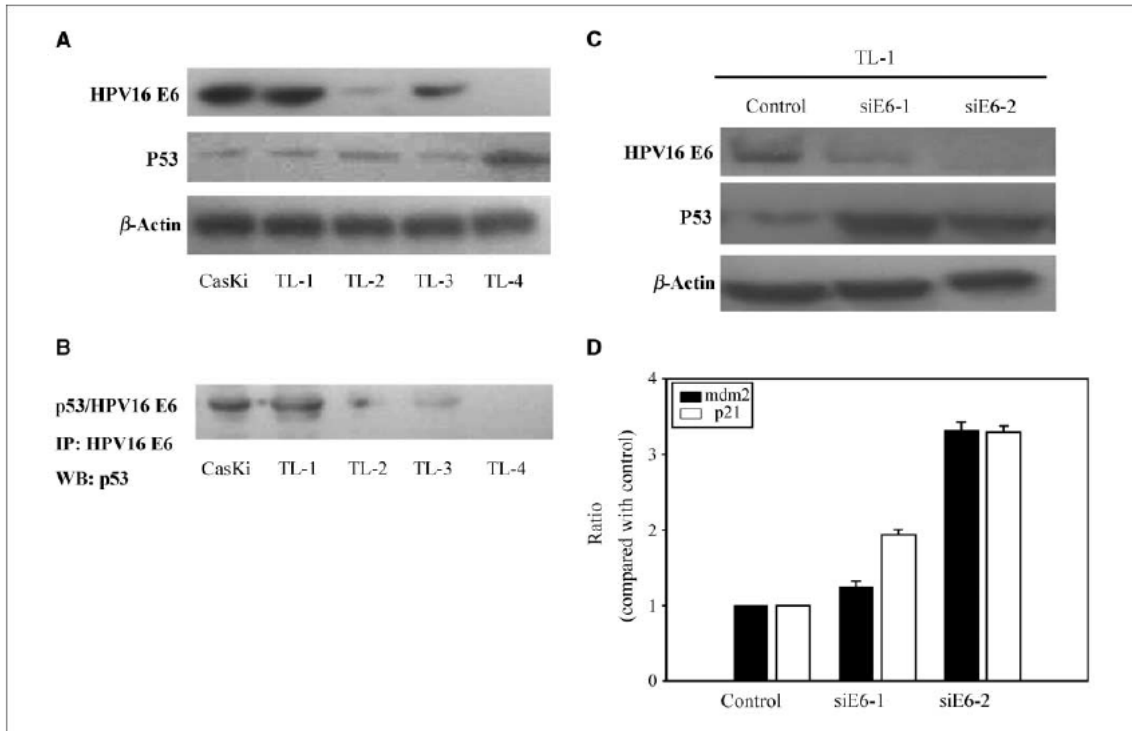 A
HPV16 E6
P53
β-Actin
CasKi TL-1 TL-2 TL-3 TL-4
B
p53/HPV16 E6
IP: HPV16 E6
WB: p53
CasKi TL-1 TL-2 TL-3 TL-4
C
TL-1
Control siE6-1 siE6-2
HPV16 E6
P53
β-Actin
D
4
3
2
1
0
Ratio
(compared with control)
mdm2
p21
Control siE6-1 siE6-2